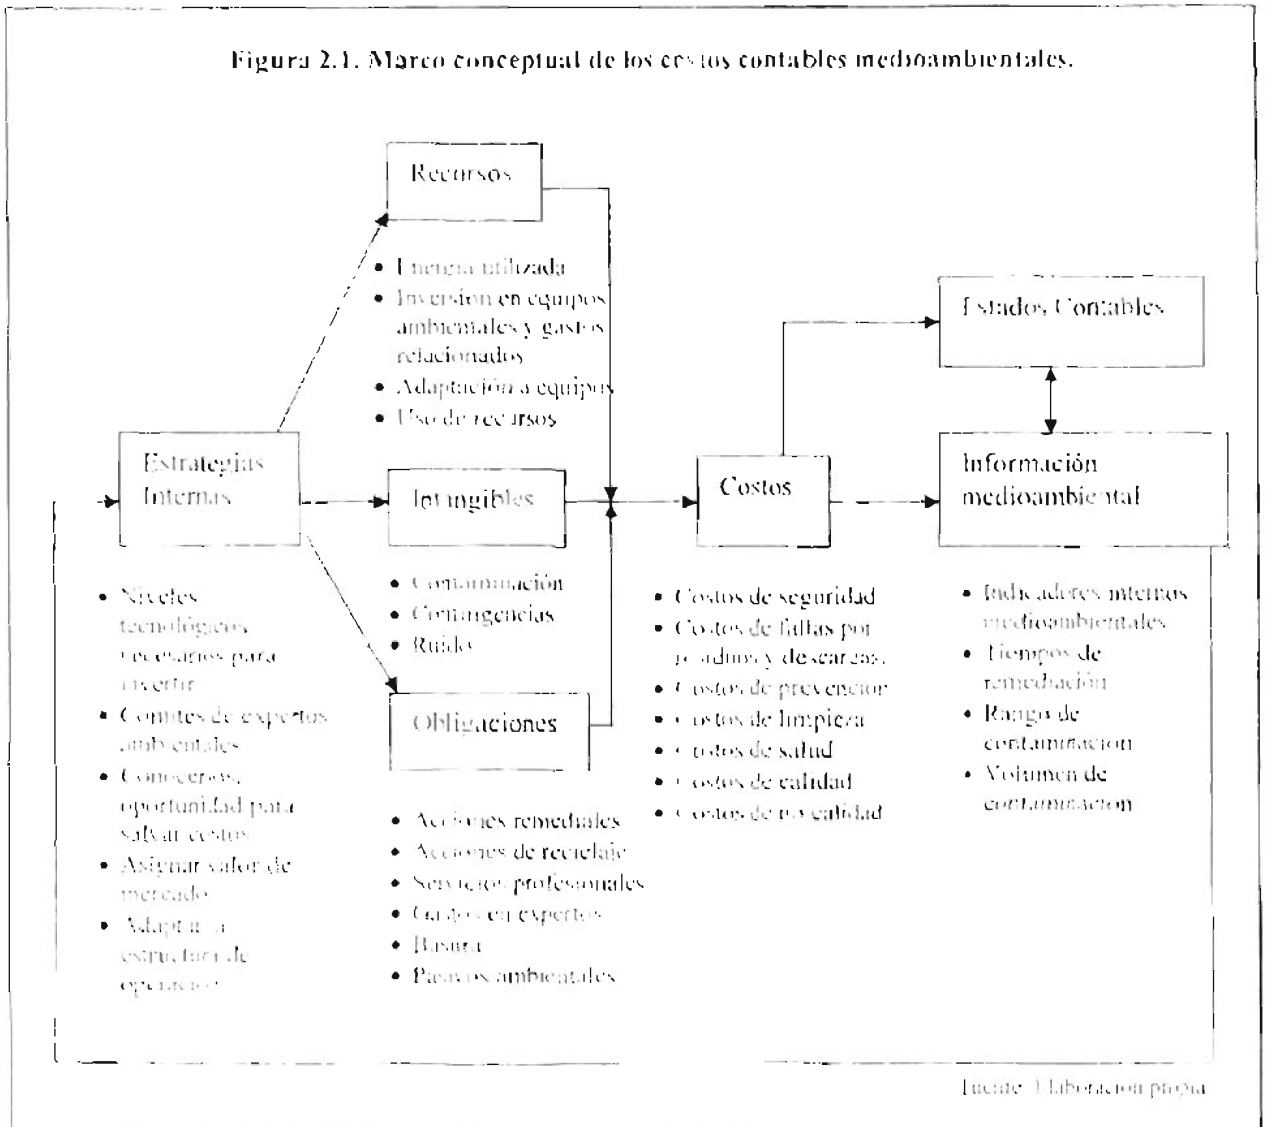 Figura 2.1. Marco conceptual de los costos contables medioambientales.
Recursos
• Energía utilizada
• Inversión en equipos
ambientales y gastos
relacionados
• Adaptación a equipos
• Uso de recursos
Estrategias
Internas
• Niveles
tecnológicos
necesarios para
invertir
• Comités de expertos
ambientales
•
oportunidad para
salvar costos
• Asignar valor de
mercado
• Adaptar
estructura de
operación
Intangibles
• Contaminación
• Contingencias
• Ruido
Obligaciones
• Acciones remediales
• Acciones de reciclaje
• Servicios profesionales
• Gastos en expertos
• Basura
• Pasivos ambientales
Costos
• Costos de seguridad
• Costos de fallas por
residuos y descargas.
• Costos de prevención
• Costos de limpieza
• Costos de salud
• Costos de calidad
• Costos de no calidad
Estados Contables
Información
medioambiental
• Indicadores internos
medioambientales
• Tiempos de
remediación
• Rango de
contaminación
• Volumen de
contaminación
Fuente: Elaboración propia